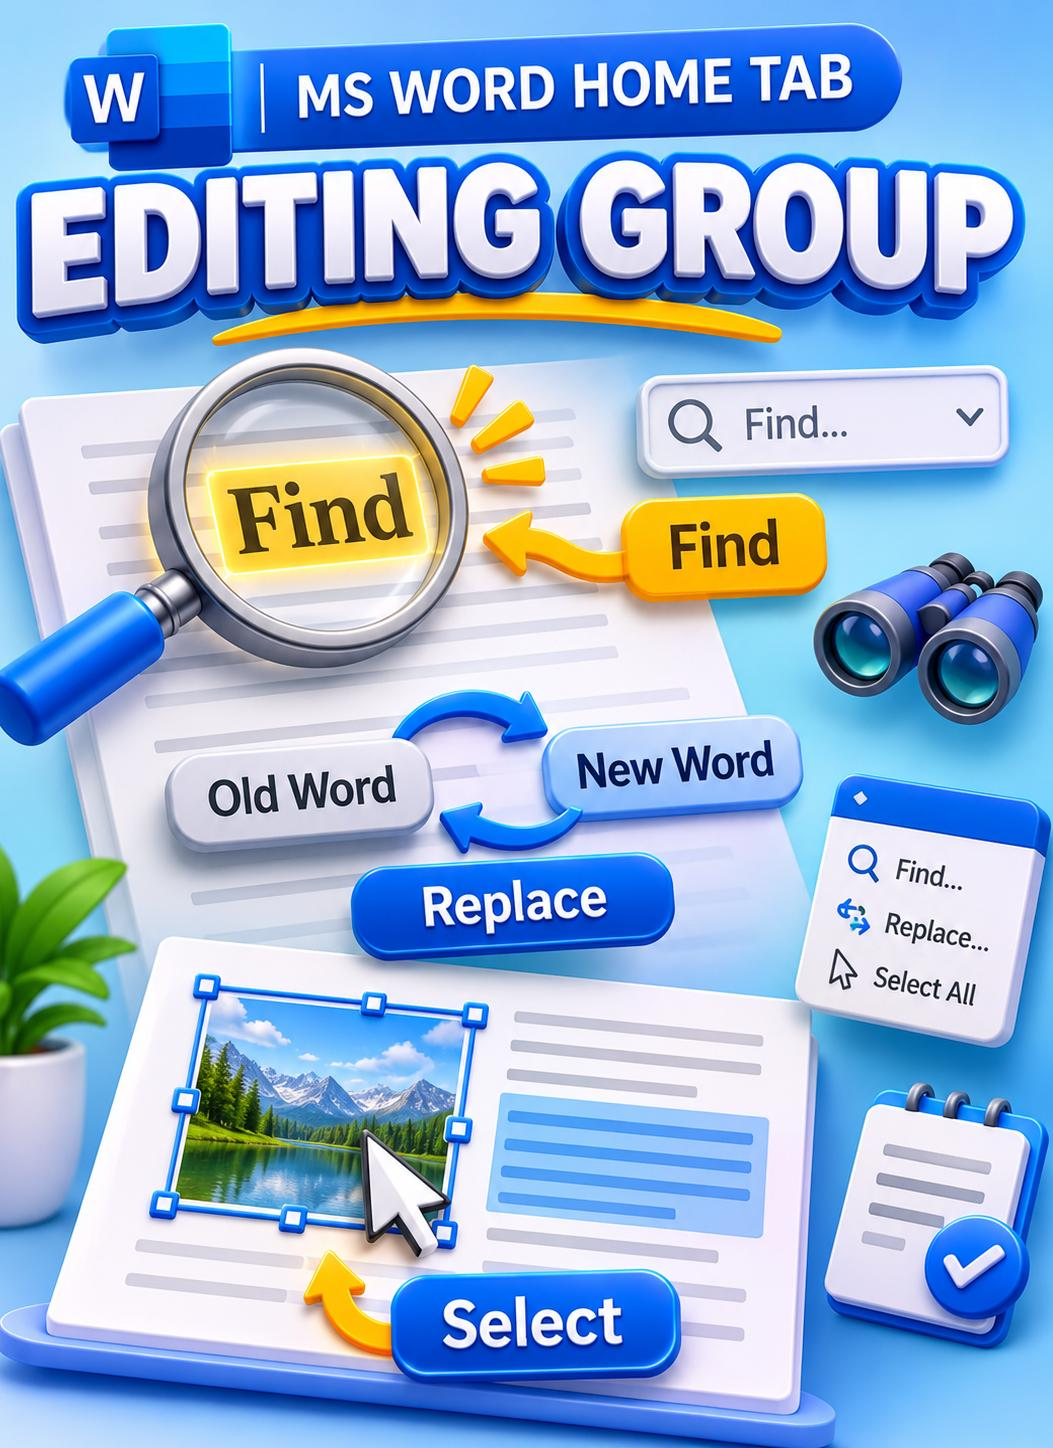 W
MS WORD HOME TAB
EDITING GROUP
Find
Find...
Find
Old Word
New Word
Replace
Find...
Replace...
Select All
Select